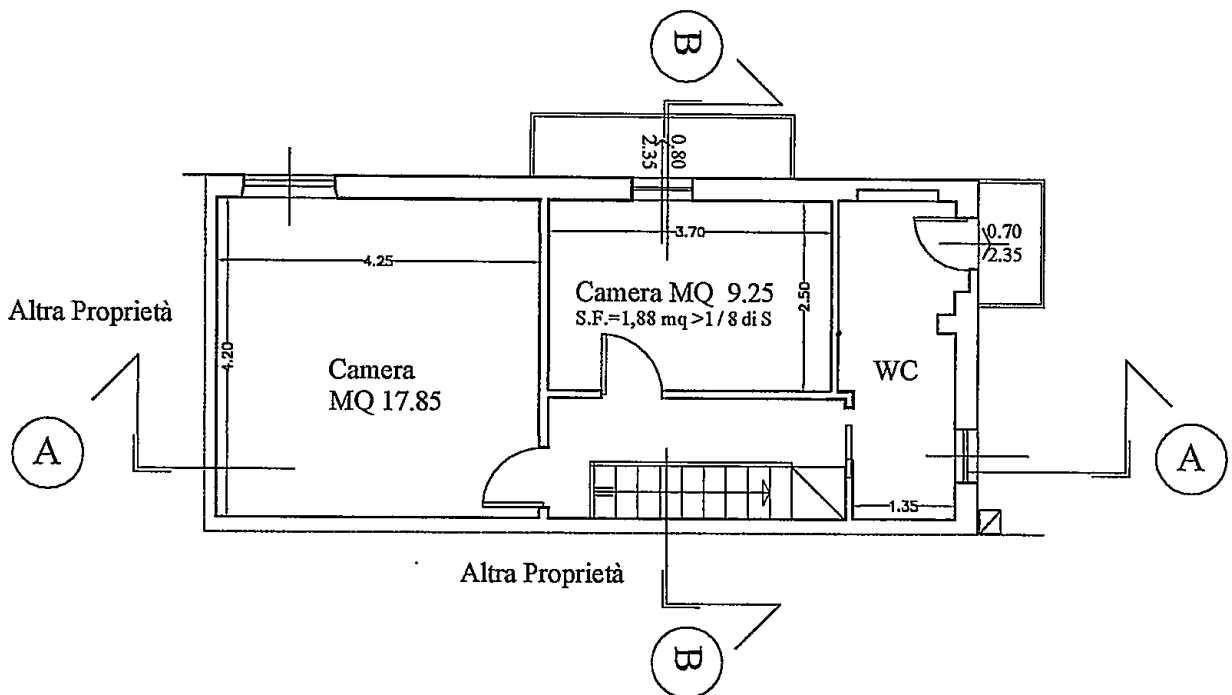 B
0.80
2.35
0.70
2.35
3.70
4.25
Camera MQ 9.25
S.F.=1,88 mq >1/8 di S
2.50
Altra Proprietà
4.20
Camera
MQ 17.85
WC
A
A
1.35
Altra Proprietà
B